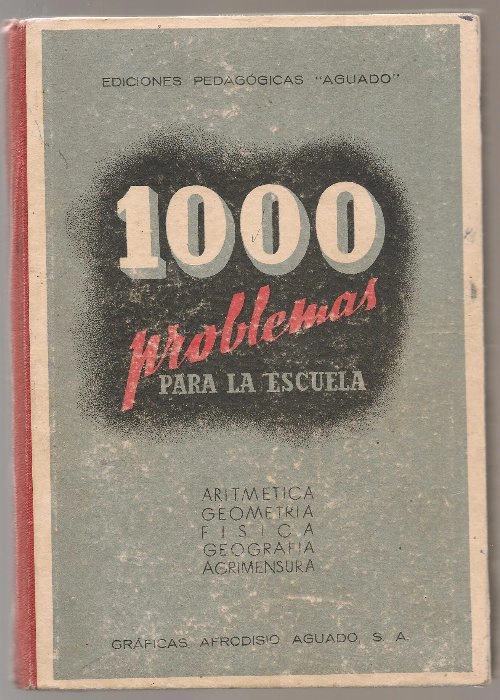 EDICIONES PEDAGÓGICAS "AGUADO"
1000
problemas
PARA LA ESCUELA
ARITMETICA
GEOMETRIA
FISICA
GEOGRAFIA
AGRIMENSURA
GRÁFICAS AFRODISIO AGUADO, S. A.